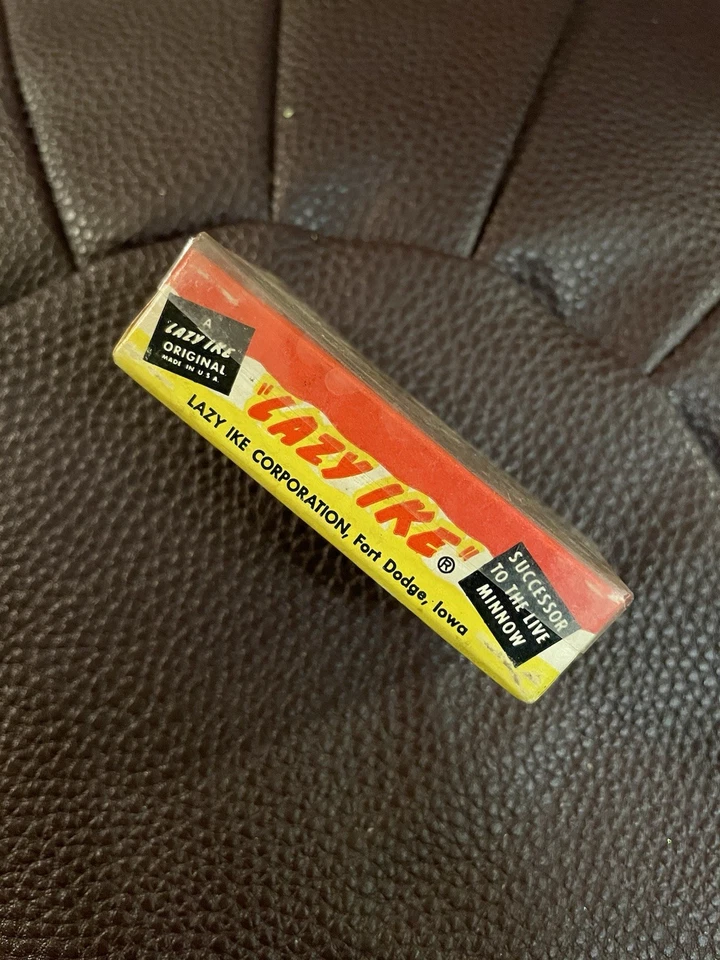 A
"LAZY IKE"
ORIGINAL
MADE IN U S A.
"LAZY IKE"®
LAZY IKE CORPORATION, Fort Dodge, Iowa
SUCCESSOR
TO THE LIVE
MINNOW